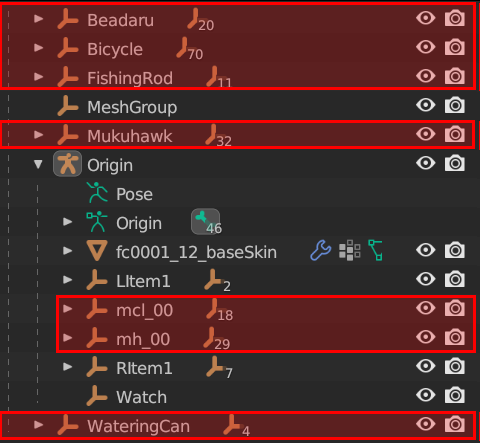 Beadaru 20
Bicycle 70
FishingRod 11
MeshGroup
Mukuhawk 32
Origin
Pose
Origin 46
fc0001_12_baseSkin
LItem1 2
mcl_00 18
mh_00 29
RItem1 7
Watch
WateringCan 4